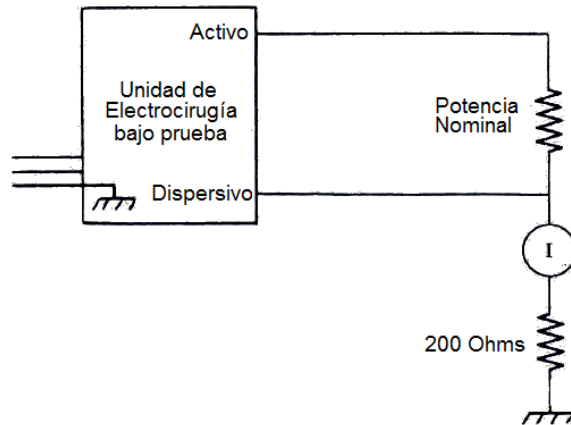 Activo
Unidad de
Electrocirugía
bajo prueba
Potencia
Nominal
Dispersivo
I
200 Ohms